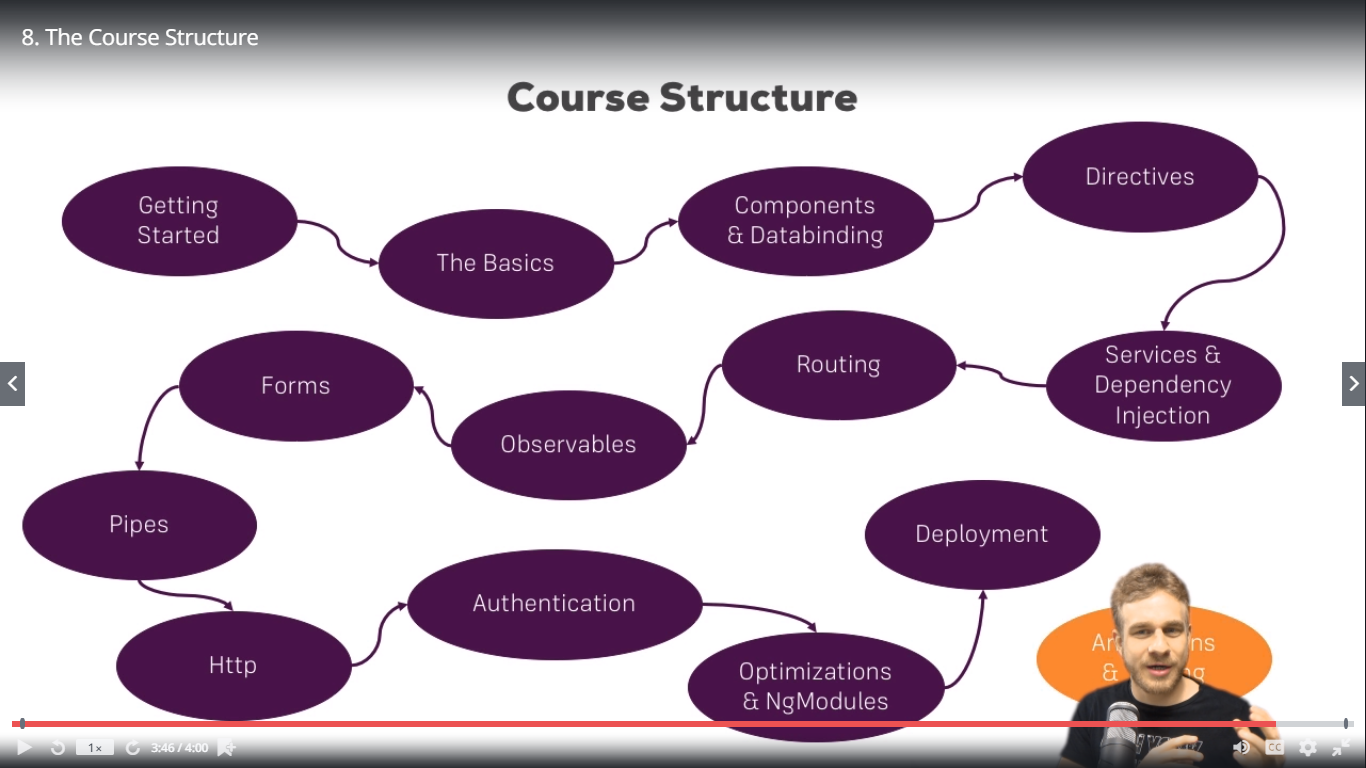 8. The Course Structure
Course Structure
Getting
Started
The Basics
Components
& Databinding
Directives
Services &
Dependency
Injection
Routing
Observables
Forms
Pipes
Http
Authentication
Optimizations
& NgModules
Deployment
&
1x
3:46 / 4:00
CC